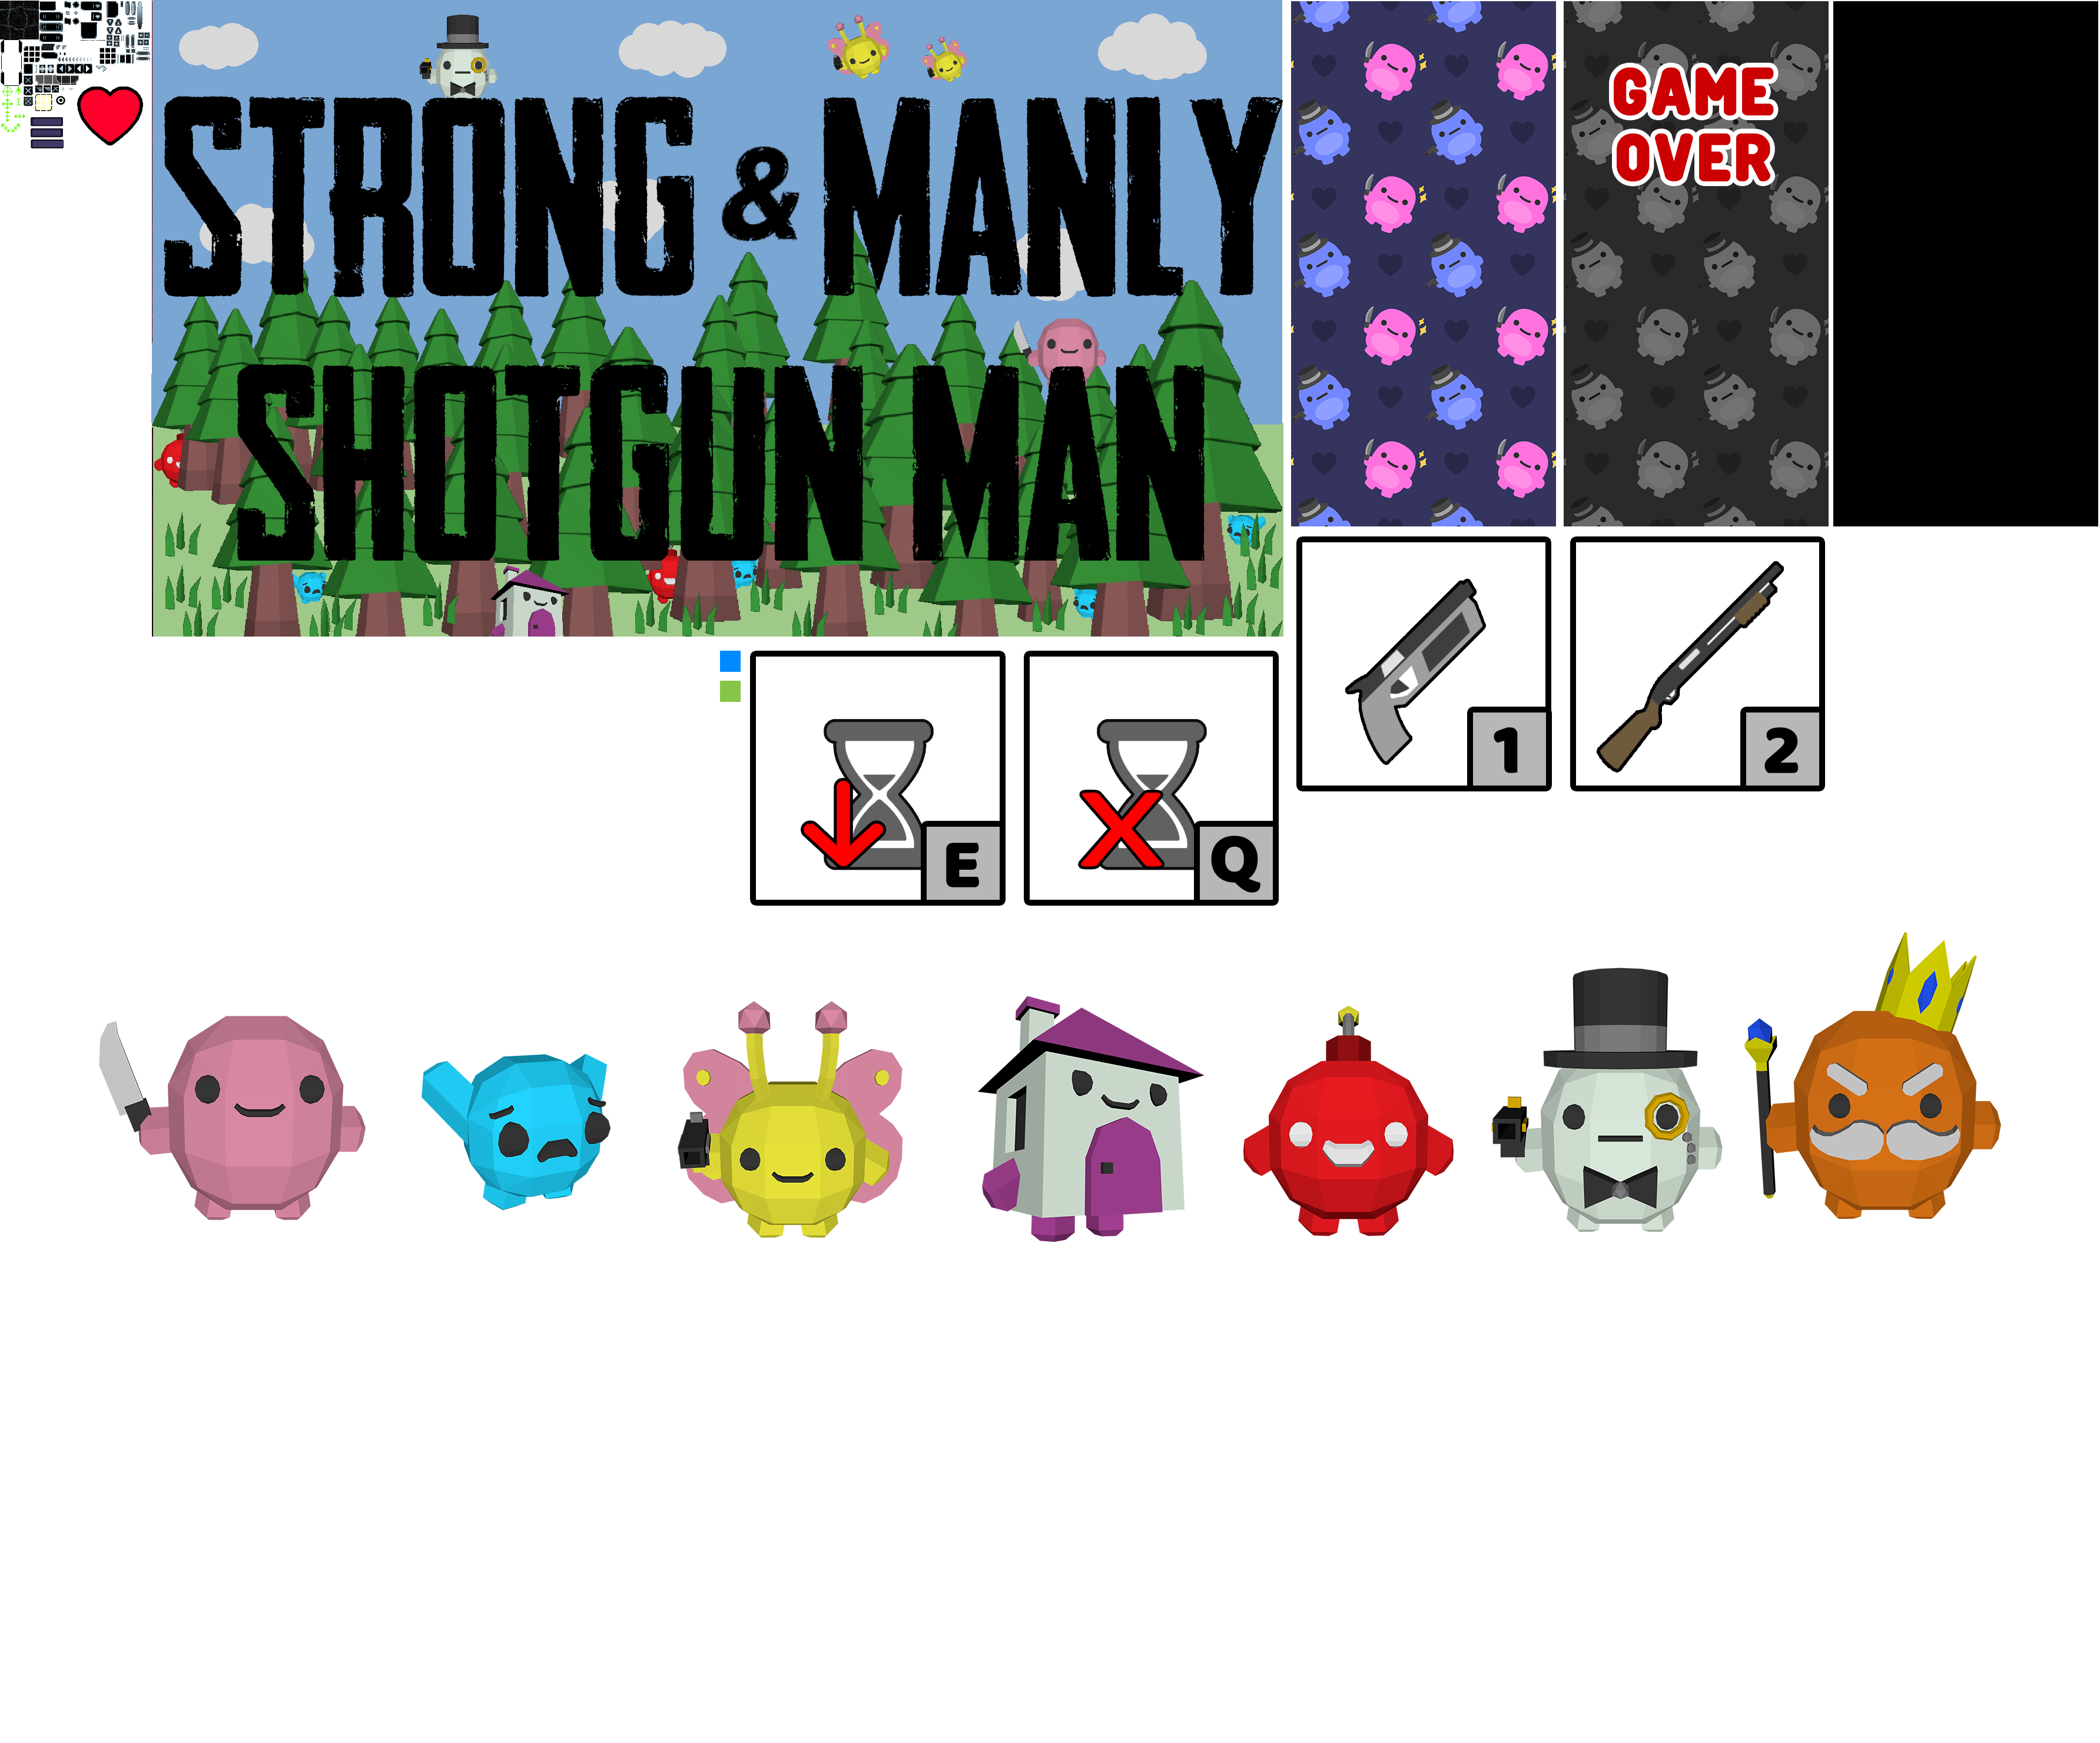 STRONG & MANLY
SHOTGUN MAN
GAME
OVER
1
2
E
Q